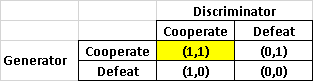 Discriminator
Cooperate Defeat
Generator Cooperate (1,1) (0,1)
Defeat (1,0) (0,0)